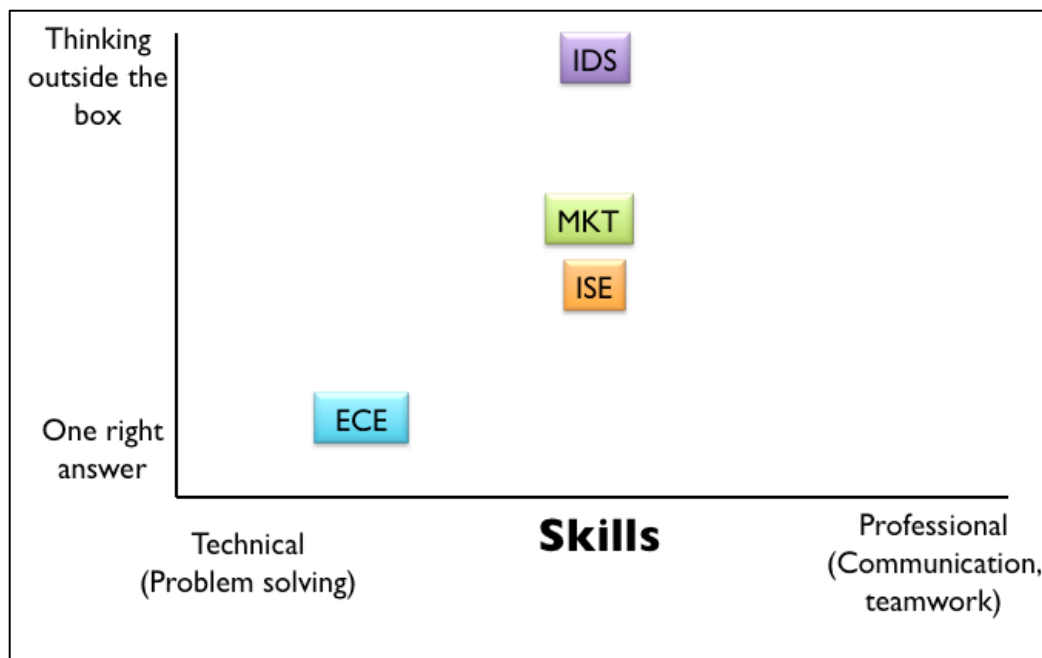 Thinking
outside the
box
IDS
MKT
ISE
ECE
One right
answer
Technical
(Problem solving)
Skills
Professional
(Communication,
teamwork)